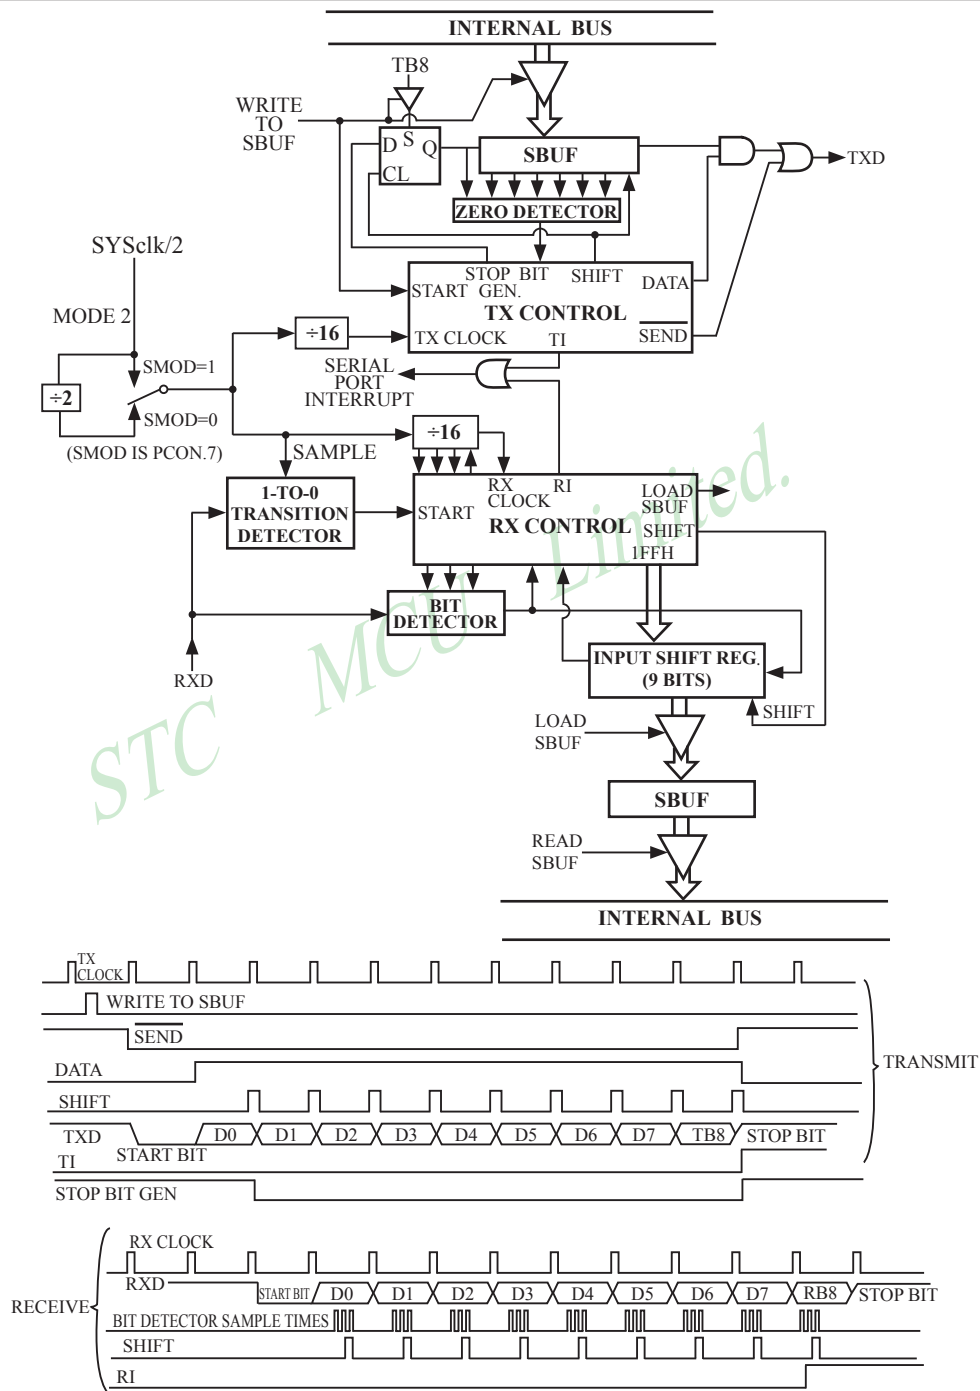 INTERNAL BUS
TB8
WRITE
TO
SBUF
D S Q
CL
SBUF
TXD
ZERO DETECTOR
SYSclk/2
STOP BIT SHIFT
START GEN. DATA
TX CONTROL
TX CLOCK TI SEND
MODE 2
÷16
SERIAL
PORT
INTERRUPT
SMOD=1
÷2
SMOD=0
(SMOD IS PCON.7)
÷16
SAMPLE
1-TO-0
TRANSITION
DETECTOR
RX
CLOCK
RI
LOAD
SBUF
START
RX CONTROL
SHIFT
1FFH
BIT
DETECTOR
RXD
INPUT SHIFT REG.
(9 BITS)
SHIFT
LOAD
SBUF
SBUF
READ
SBUF
INTERNAL BUS
STC MCU Limited.
TX
CLOCK
WRITE TO SBUF
SEND
DATA
SHIFT
TXD START BIT D0 D1 D2 D3 D4 D5 D6 D7 TB8 STOP BIT
TI
STOP BIT GEN
TRANSMIT
RX CLOCK
RXD START BIT D0 D1 D2 D3 D4 D5 D6 D7 RB8 STOP BIT
RECEIVE
BIT DETECTOR SAMPLE TIMES
SHIFT
RI